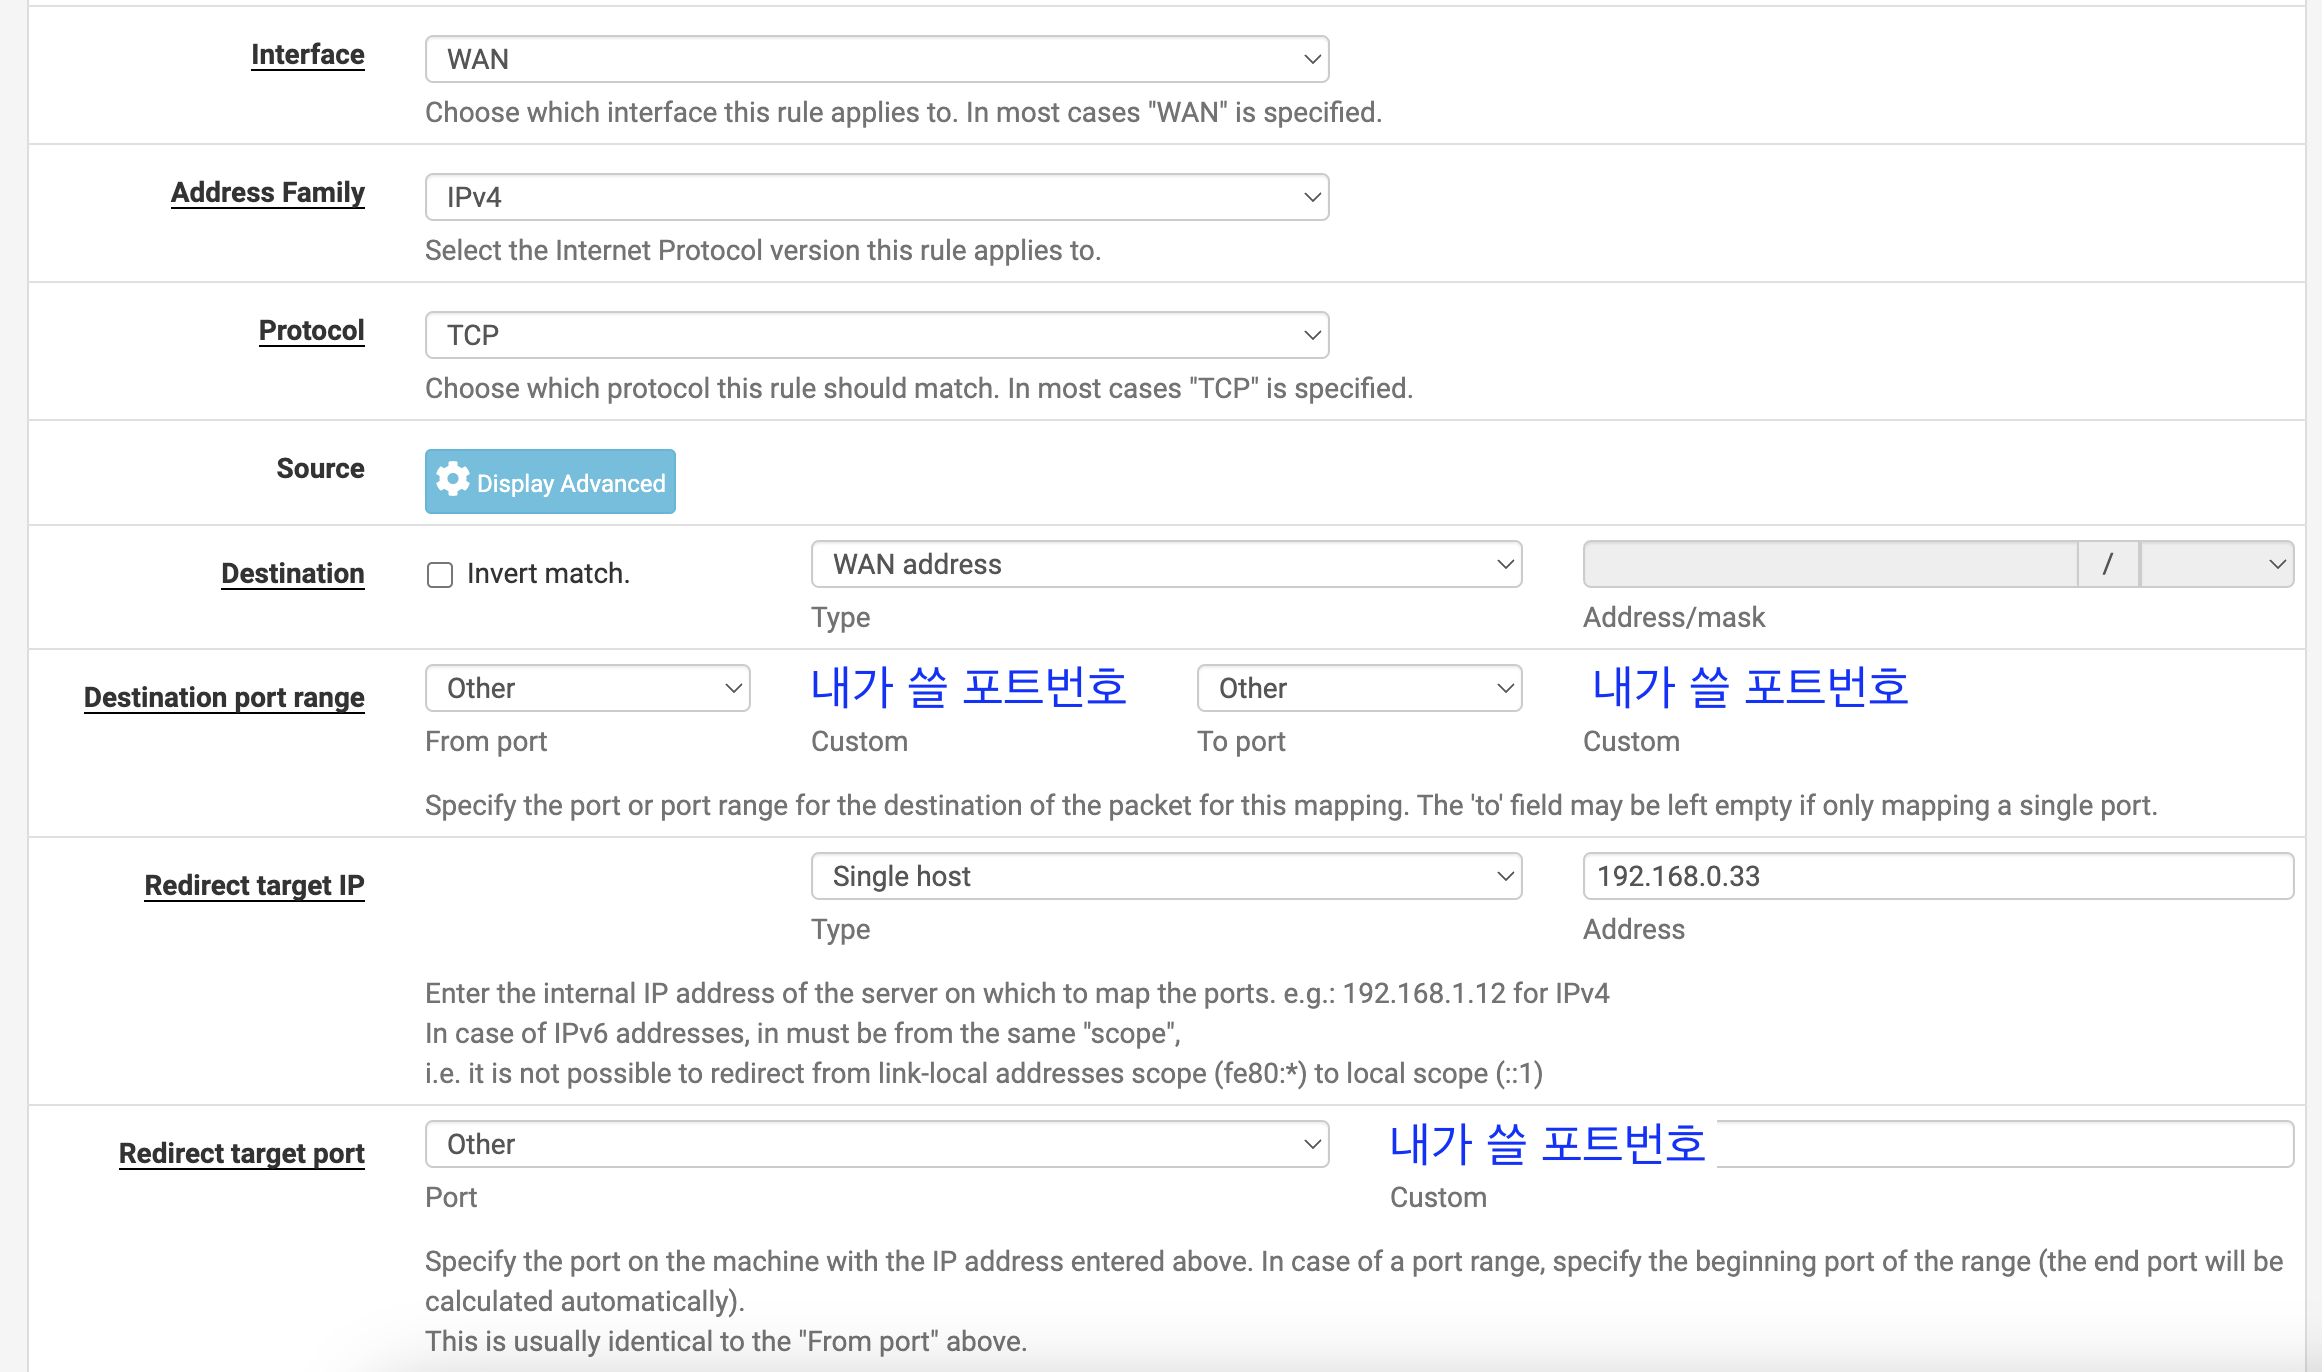 Interface
WAN
Choose which interface this rule applies to. In most cases "WAN" is specified.
Address Family
IPv4
Select the Internet Protocol version this rule applies to.
Protocol
TCP
Choose which protocol this rule should match. In most cases "TCP" is specified.
Source
Display Advanced
Destination
Invert match.
WAN address
/
Type
Address/mask
Destination port range
Other
내가 쓸 포트번호
Other
내가 쓸 포트번호
From port
Custom
To port
Custom
Specify the port or port range for the destination of the packet for this mapping. The 'to' field may be left empty if only mapping a single port.
Redirect target IP
Single host
192.168.0.33
Type
Address
Enter the internal IP address of the server on which to map the ports. e.g.: 192.168.1.12 for IPv4
In case of IPv6 addresses, in must be from the same "scope",
i.e. it is not possible to redirect from link-local addresses scope (fe80:*) to local scope (::1)
Redirect target port
Other
내가 쓸 포트번호
Port
Custom
Specify the port on the machine with the IP address entered above. In case of a port range, specify the beginning port of the range (the end port will be
calculated automatically).
This is usually identical to the "From port" above.